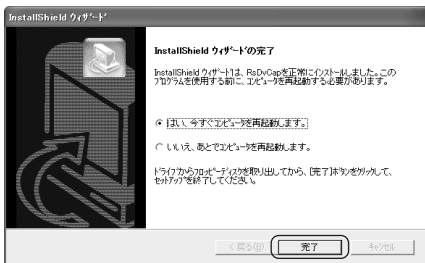 InstallShield ウィザード
InstallShield ウィザードの完了
InstallShield ウィザードは、RsDvCapを正常にインストールしました。この
プログラムを使用する前に、コンピュータを再起動する必要があります。
はい、今すぐコンピュータを再起動します。
いいえ、あとでコンピュータを再起動します。
ドライブからフロッピーディスクを取り出してから、[完了]ボタンをクリックして、
セットアップを終了してください。
< 戻る(B)
完了
キャンセル